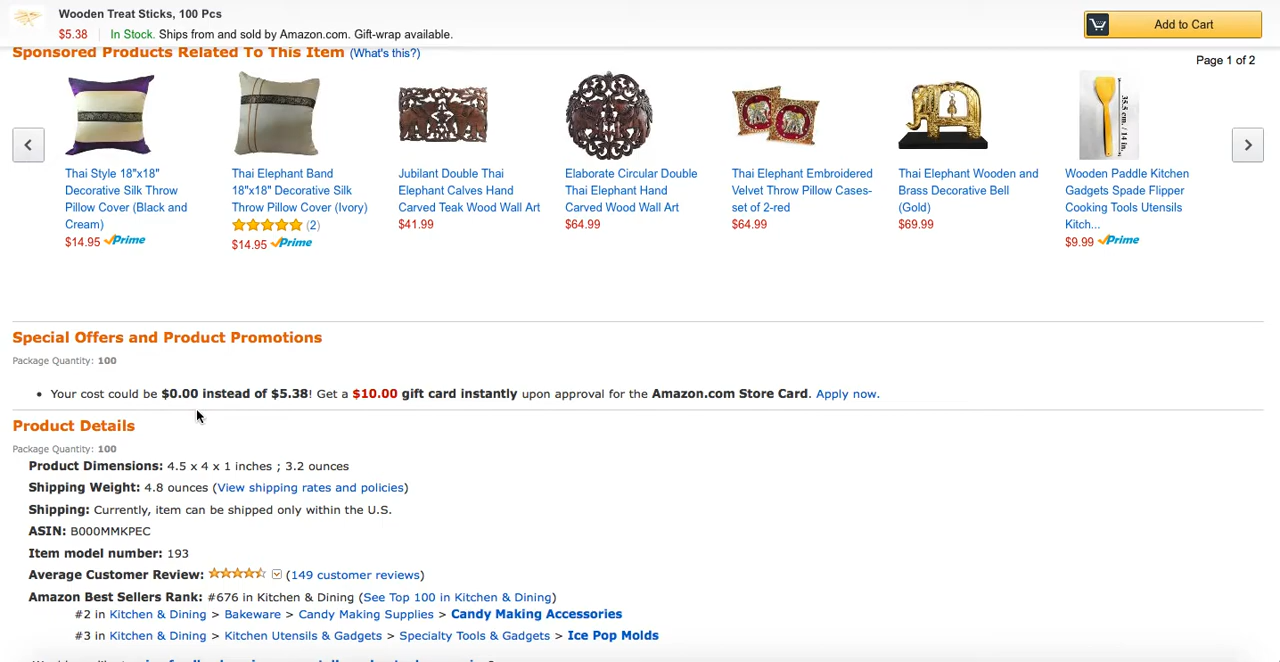 Wooden Treat Sticks, 100 Pcs
$5.38 In Stock. Ships from and sold by Amazon.com. Gift-wrap available.
Add to Cart
Sponsored Products Related To This Item (What's this?)
Page 1 of 2
Thai Style 18"x18"
Decorative Silk Throw
Pillow Cover (Black and
Cream)
$14.95 Prime
Thai Elephant Band
18"x18" Decorative Silk
Throw Pillow Cover (Ivory)
(2)
$14.95 Prime
Jubilant Double Thai
Elephant Calves Hand
Carved Teak Wood Wall Art
$41.99
Elaborate Circular Double
Thai Elephant Hand
Carved Wood Wall Art
$64.99
Thai Elephant Embroidered
Velvet Throw Pillow Cases-
set of 2-red
$64.99
Thai Elephant Wooden and
Brass Decorative Bell
(Gold)
$69.99
35.5 cm. / 14 in.
Wooden Paddle Kitchen
Gadgets Spade Flipper
Cooking Tools Utensils
Kitch...
$9.99 Prime
Special Offers and Product Promotions
Package Quantity: 100
• Your cost could be $0.00 instead of $5.38! Get a $10.00 gift card instantly upon approval for the Amazon.com Store Card. Apply now.
Product Details
Package Quantity: 100
Product Dimensions: 4.5 x 4 x 1 inches ; 3.2 ounces
Shipping Weight: 4.8 ounces (View shipping rates and policies)
Shipping: Currently, item can be shipped only within the U.S.
ASIN: B000MMKPEC
Item model number: 193
Average Customer Review: (149 customer reviews)
Amazon Best Sellers Rank: #676 in Kitchen & Dining (See Top 100 in Kitchen & Dining)
#2 in Kitchen & Dining > Bakeware > Candy Making Supplies > Candy Making Accessories
#3 in Kitchen & Dining > Kitchen Utensils & Gadgets > Specialty Tools & Gadgets > Ice Pop Molds